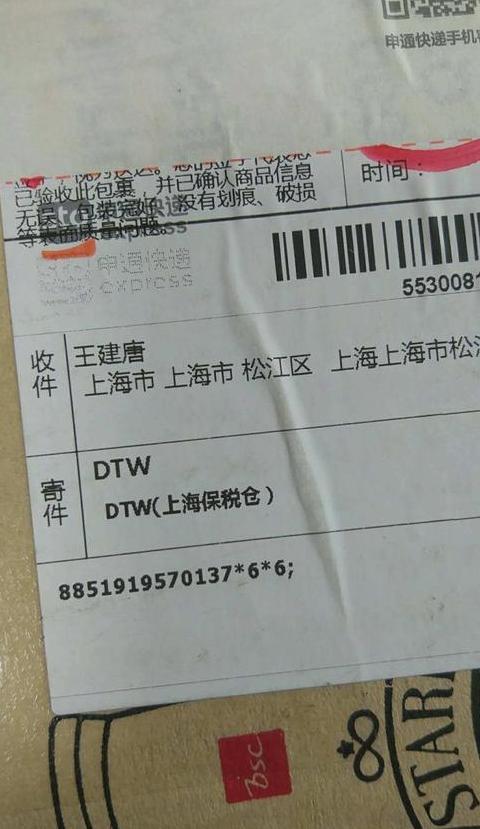 申通快递手机
已验收此包裹，并已确认商品信息
无误、包装完好、没有划痕、破损
等表面质量问题。
时间：
申通快递
express
5530081
收件
王建唐
上海市 上海市 松江区 上海上海市松江
寄件
DTW
DTW(上海保税仓）
8851919570137*6*6;
bsc
STAR